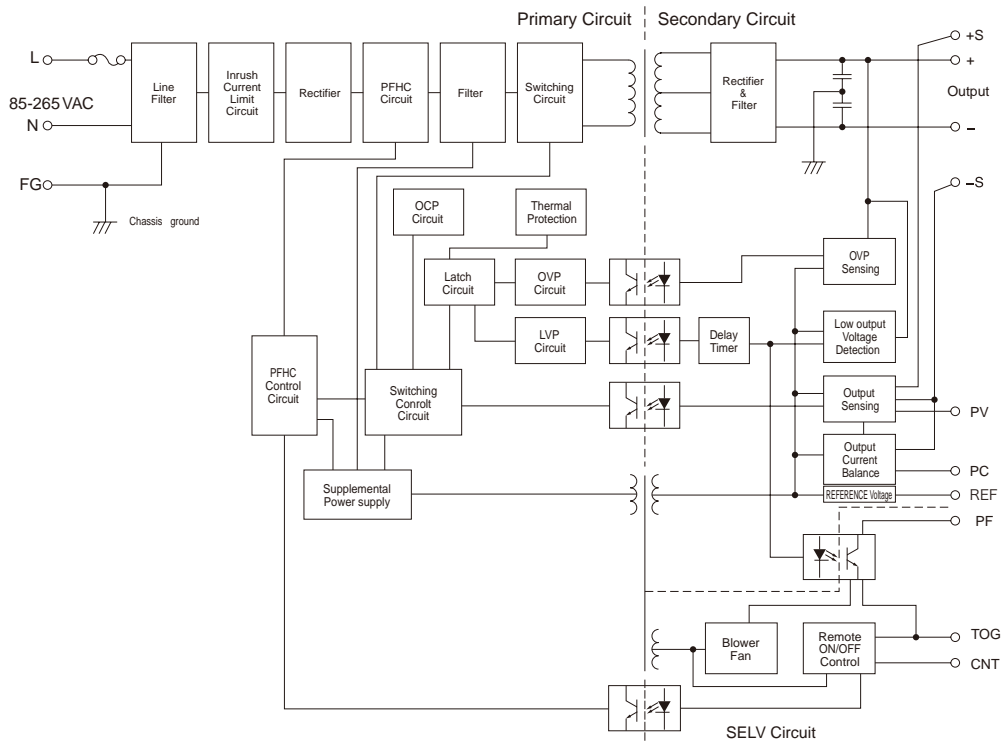 Primary Circuit
Secondary Circuit
L
85-265 VAC
N
FG
Chassis ground
Line
Filter
Inrush
Current
Limit
Circuit
Rectifier
PFHC
Circuit
Filter
Switching
Circuit
Rectifier
&
Filter
+S
+
Output
–
–S
OCP
Circuit
Thermal
Protection
Latch
Circuit
OVP
Circuit
OVP
Sensing
LVP
Circuit
Delay
Timer
Low output
Voltage
Detection
PFHC
Control
Circuit
Switching
Conrolt
Circuit
Output
Sensing
PV
Output
Current
Balance
PC
Supplemental
Power supply
REFERENCE Voltage
REF
PF
Blower
Fan
Remote
ON/OFF
Control
TOG
CNT
SELV Circuit